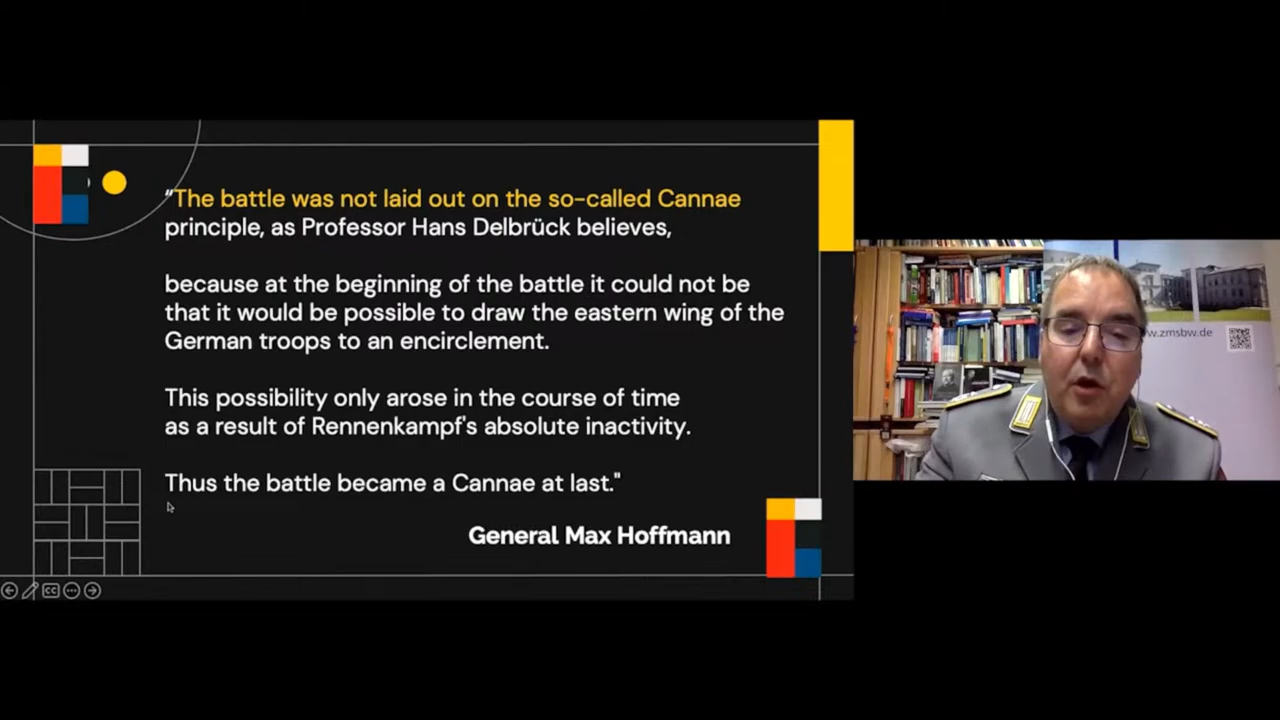 "The battle was not laid out on the so-called Cannae
principle, as Professor Hans Delbrück believes,
because at the beginning of the battle it could not be
that it would be possible to draw the eastern wing of the
German troops to an encirclement.
This possibility only arose in the course of time
as a result of Rennenkampf's absolute inactivity.
Thus the battle became a Cannae at last."
General Max Hoffmann
CC
w.zmsbw.de